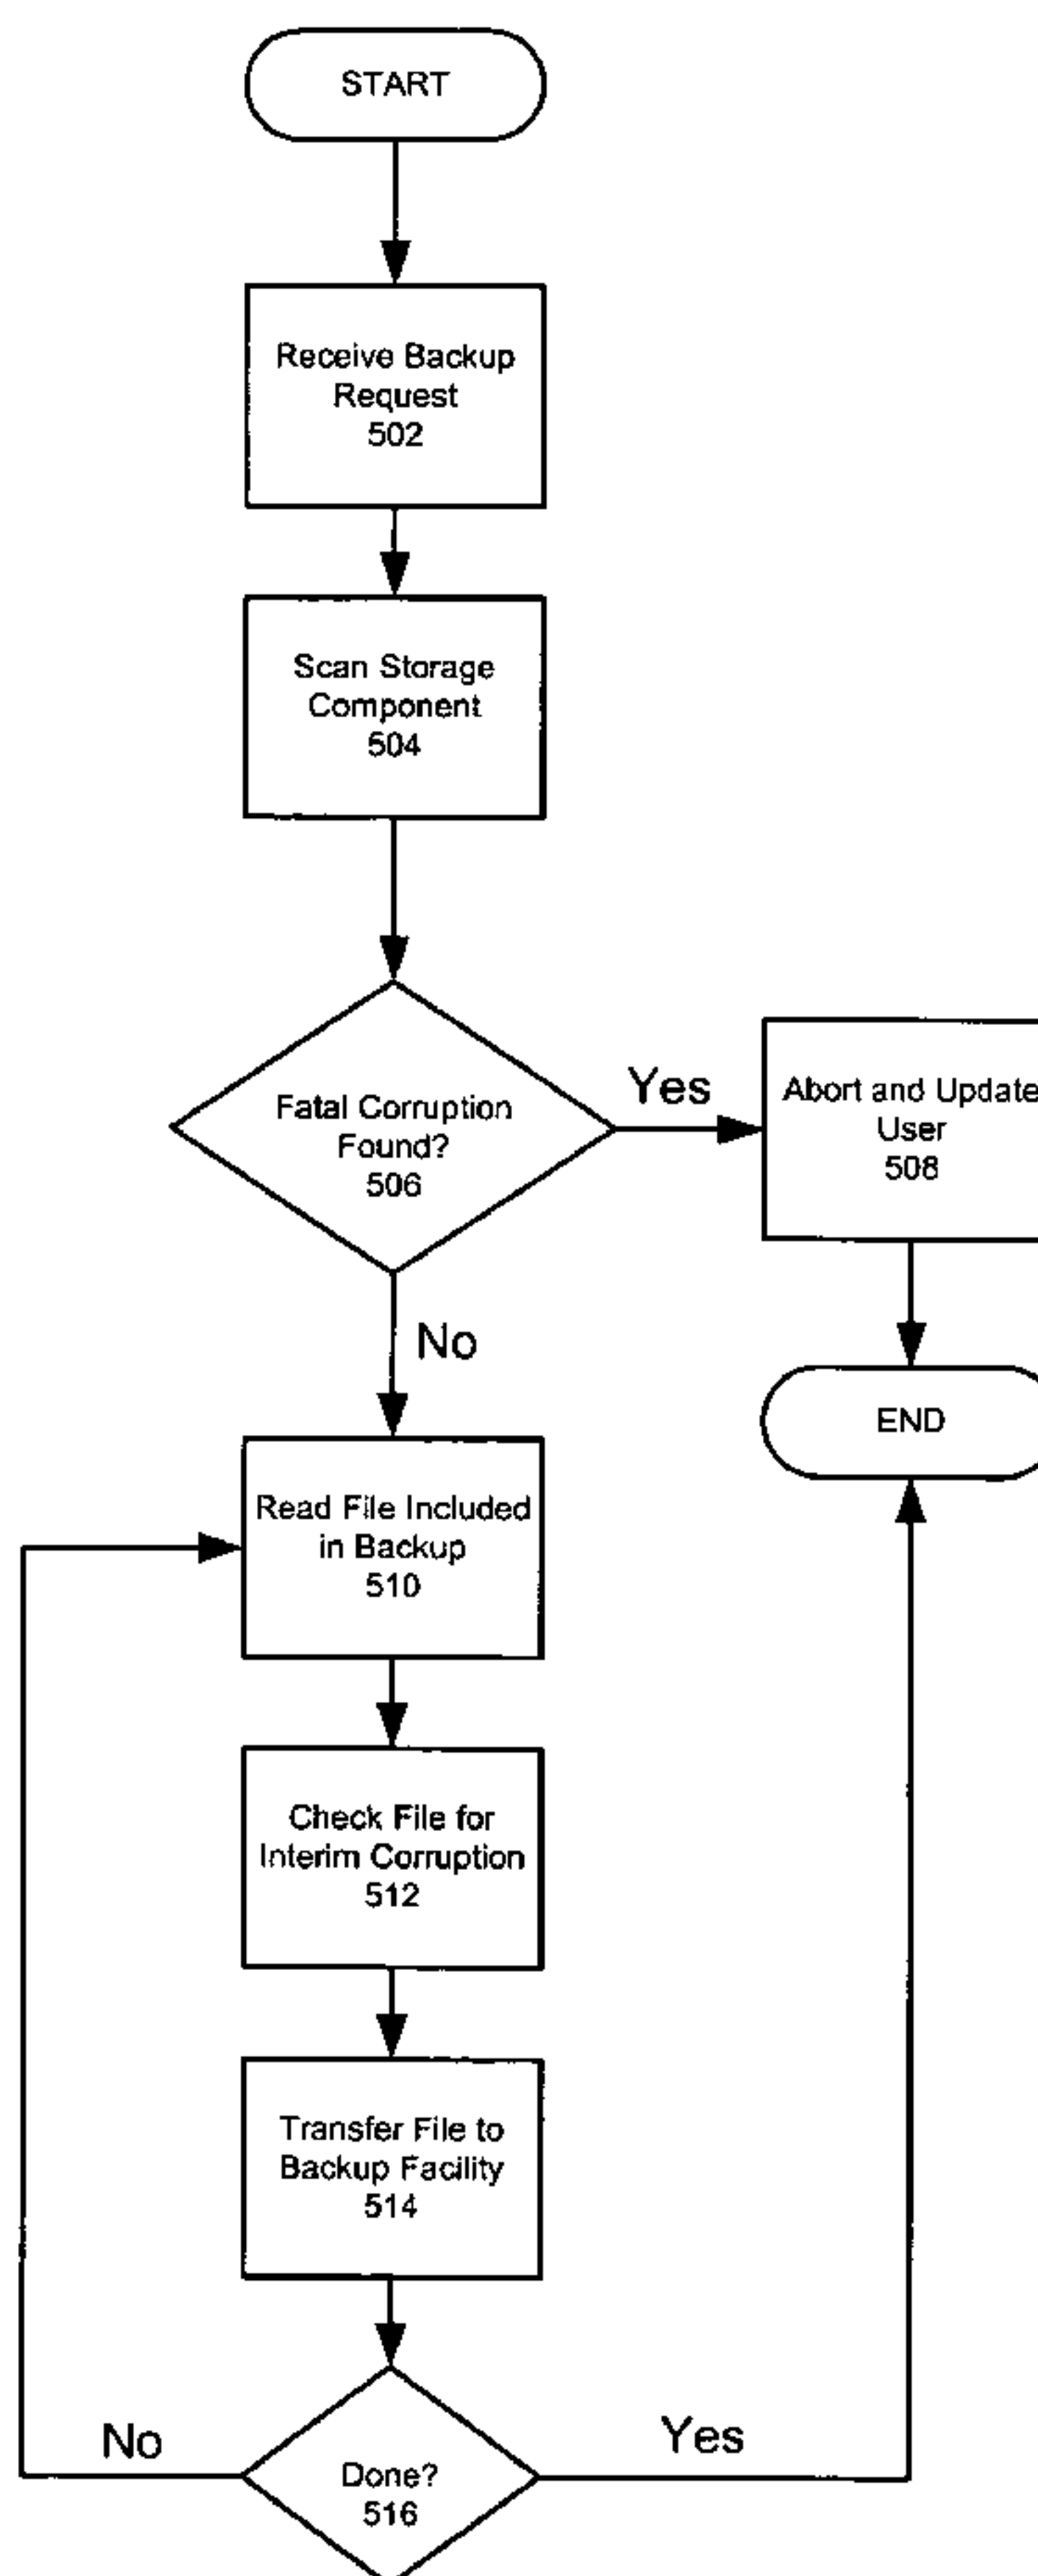 START
Receive Backup
Request
502
Scan Storage
Component
504
Fatal Corruption
Found?
506
Yes
Abort and Update
User
508
No
END
Read File Included
in Backup
510
Check File for
Interim Corruption
512
Transfer File to
Backup Facility
514
No
Yes
Done?
516